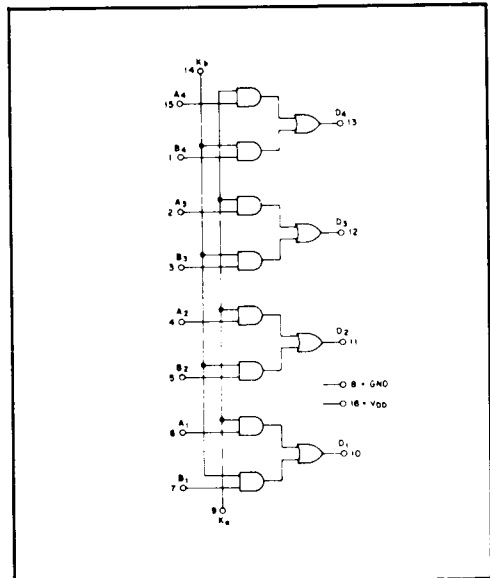 Kb
14
A4
15
D4
13
B4
1
A3
2
D3
12
B3
3
A2
4
D2
11
B2
5
8 = GND
16 = VDD
A1
6
D1
10
B1
7
9
Ka